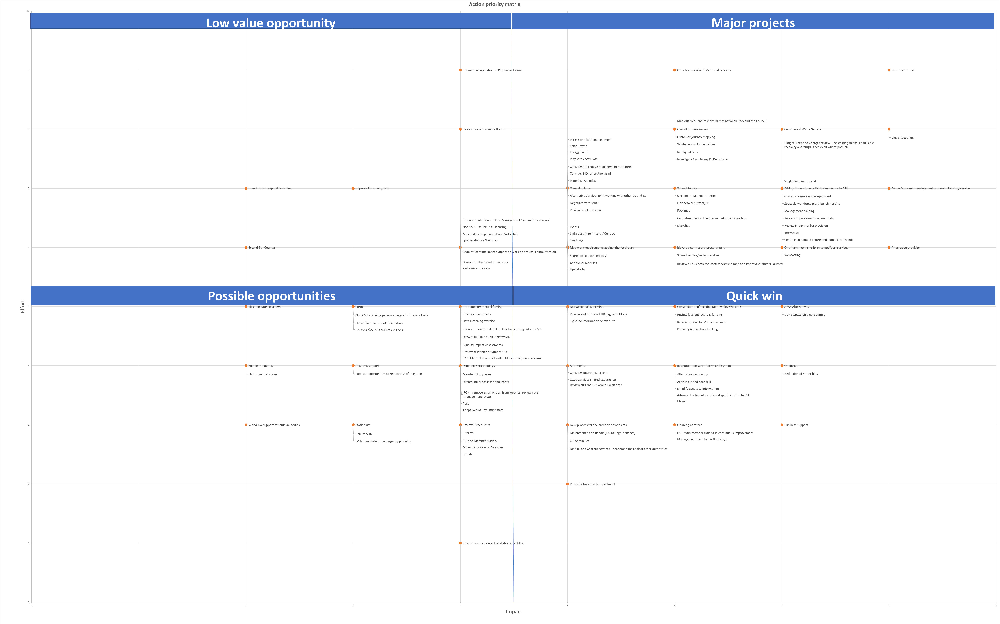 Action priority matrix
10
Low value opportunity
Major projects
9
Commercial operation of Pippbrook House
Cemetry, Burial and Memorial Services
Customer Portal
8
Review use of Ranmore Rooms
Map out roles and responsibilities between JWS and the Council
Overall process review
Customer journey mapping
Waste contract alternatives
Intelligent bins
Investigate East Surrey Ec Dev cluster
Commerical Waste Service
Budget, Fees and Charges review - incl costing to ensure full cost
recovery and/surplus achieved where possible
Close Reception
7
speed up and expand bar sales
Improve Finance system
Parks Complaint management
Solar Power
Energy Tarriff
Play Safe / Stay Safe
Consider alternative management structures
Consider BID for Leatherhead
Paperless Agendas
Trees database
Alternative Service -Joint working with other Ds and Bs
Negotiate with MRG
Review Events process
Shared Service
Streamline Member queries
Link between Itrent/IT
Roadmap
Centralised contact centre and administrative hub
Live Chat
Single Customer Portal
Adding in non time critical admin work to CSU
Granicus forms service equivalent
Strategic workforce plan/ benchmarking
Management training
Process improvements around data
Review Friday market provision
Internal AI
Centralised contact centre and administrative hub
Cease Economic development as a non-statutory service
6
Extend Bar Counter
Procurement of Committee Management System (modern.gov)
Non CSU - Online Taxi Licensing
Mole Valley Employment and Skills Hub
Sponsership for Websites
Map officer time spent supporting working groups, committees etc
Disused Leatherhead tennis cour
Parks Assets review
Events
Link spectrix to Integra / Centros
Sandbags
Map work requirements against the local plan
Shared corporate services
Additional modules
Upstairs Bar
Ideverde contract re-procurement
Shared service/selling services
Review all business focussed services to map and improve customer journey
One 'I am moving' e-form to notify all services
Webcasting
Alternative provision
Possible opportunities
Quick win
Effort
5
Ticket insurance scheme
Forms
Non CSU - Evening parking charges for Dorking Halls
Streamline Friends administration
Increase Council's online database
Promote commercial filming
Reallocation of tasks
Data matching exercise
Reduce amount of direct dial by transferring calls to CSU.
Streamline Friends administration
Equality Impact Assessments
Review of Planning Support KPIs
RACI Matric for sign off and publication of press releases.
Box Office sales terminal
Review and refresh of HR pages on Molly
Sightline information on website
Consolidation of existing Mole Valley Websties
Review fees and charges for Bins
Review options for Van replacement
Planning Application Tracking
APAS Alternatives
Using GovService corporately
4
Enable Donations
Chairman invitations
Business support
Look at opportunities to reduce risk of litigation
Dropped Kerb enquirys
Member HR Queries
Streamline process for applicants
FOIs - remove email option from website, review case
management systen
Post
Adapt role of Box Office staff
Allotments
Consider future resourcing
Cttee Services shared experience
Review current KPIs around wait time
Integration between forms and system
Alternative resourcing
Align PDRs and core skill
Simplify access to information.
Advanced notice of events and specialist staff to CSU
I-trent
Online DD
Reduction of Street bins
3
Withdraw support for outside bodies
Stationary
Role of SDA
Watch and brief on emergency planning
Review Direct Costs
E-forms
IRP and Member Survery
Move forms over to Granicus
Burials
New process for the creation of websites
Maintenance and Repair (E.G railings, benches)
CIL Admin Fee
Digital Land Charges services - benchmarking against other authotities
Cleaning Contract
CSU team member trained in continuous improvement
Management back to the floor days
Business support
2
Phone Rotas in each department
1
Review whether vacant post should be filled
0
0 1 2 3 4 5 6 7 8 9
Impact